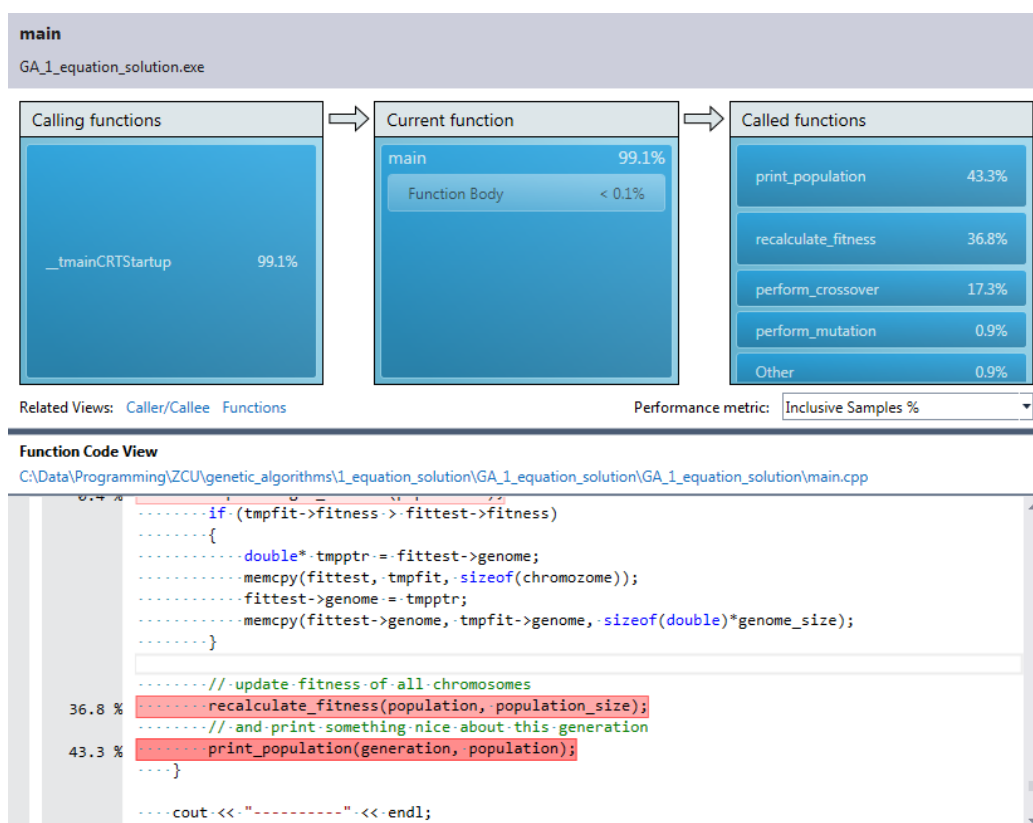 main
GA_1_equation_solution.exe
Calling functions
Current function
Called functions
__tmainCRTStartup 99.1%
main 99.1%
Function Body < 0.1%
print_population 43.3%
recalculate_fitness 36.8%
perform_crossover 17.3%
perform_mutation 0.9%
Other 0.9%
Related Views: Caller/Callee Functions
Performance metric: Inclusive Samples %
Function Code View
C:\Data\Programming\ZCU\genetic_algorithms\1_equation_solution\GA_1_equation_solution\GA_1_equation_solution\main.cpp
if (tmpfit->fitness > fittest->fitness)
{
double* tmpptr = fittest->genome;
memcpy(fittest, tmpfit, sizeof(chromozome));
fittest->genome = tmpptr;
memcpy(fittest->genome, tmpfit->genome, sizeof(double)*genome_size);
}
// update fitness of all chromosomes
36.8 % recalculate_fitness(population, population_size);
// and print something nice about this generation
43.3 % print_population(generation, population);
}
cout << "----------" << endl;